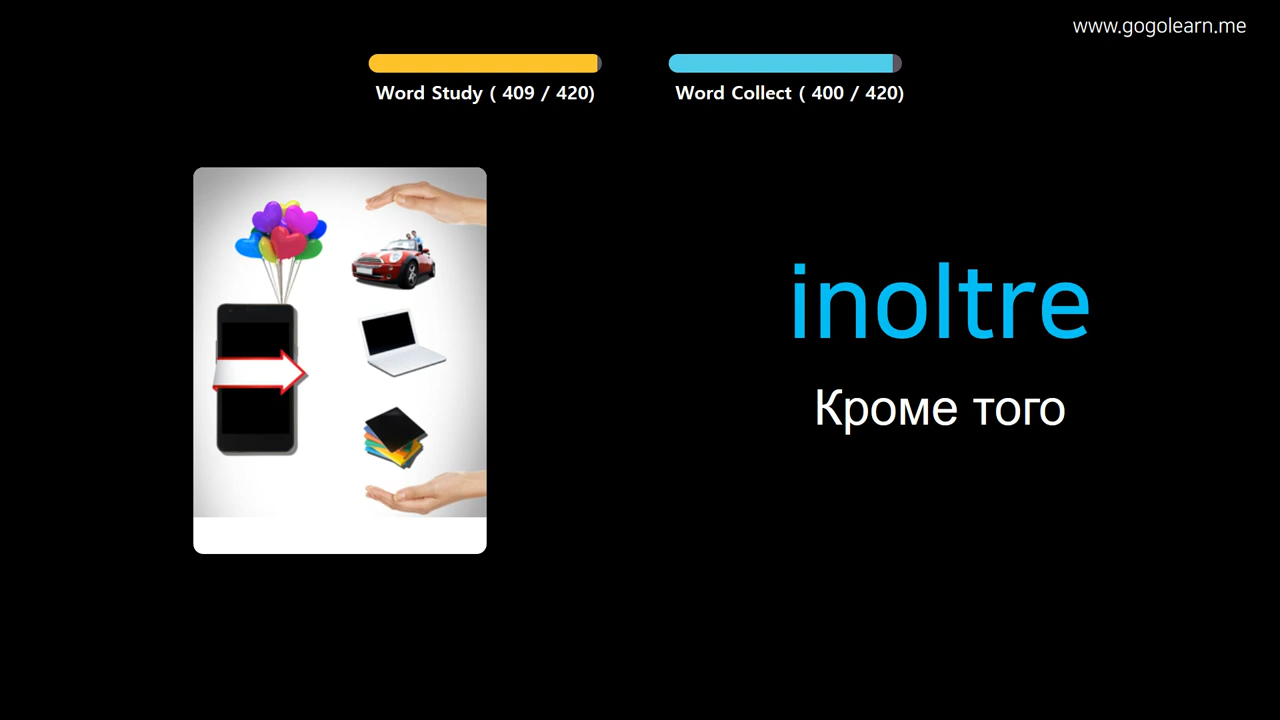 www.gogolearn.me
Word Study ( 409 / 420)
Word Collect ( 400 / 420)
inoltre
Кроме того